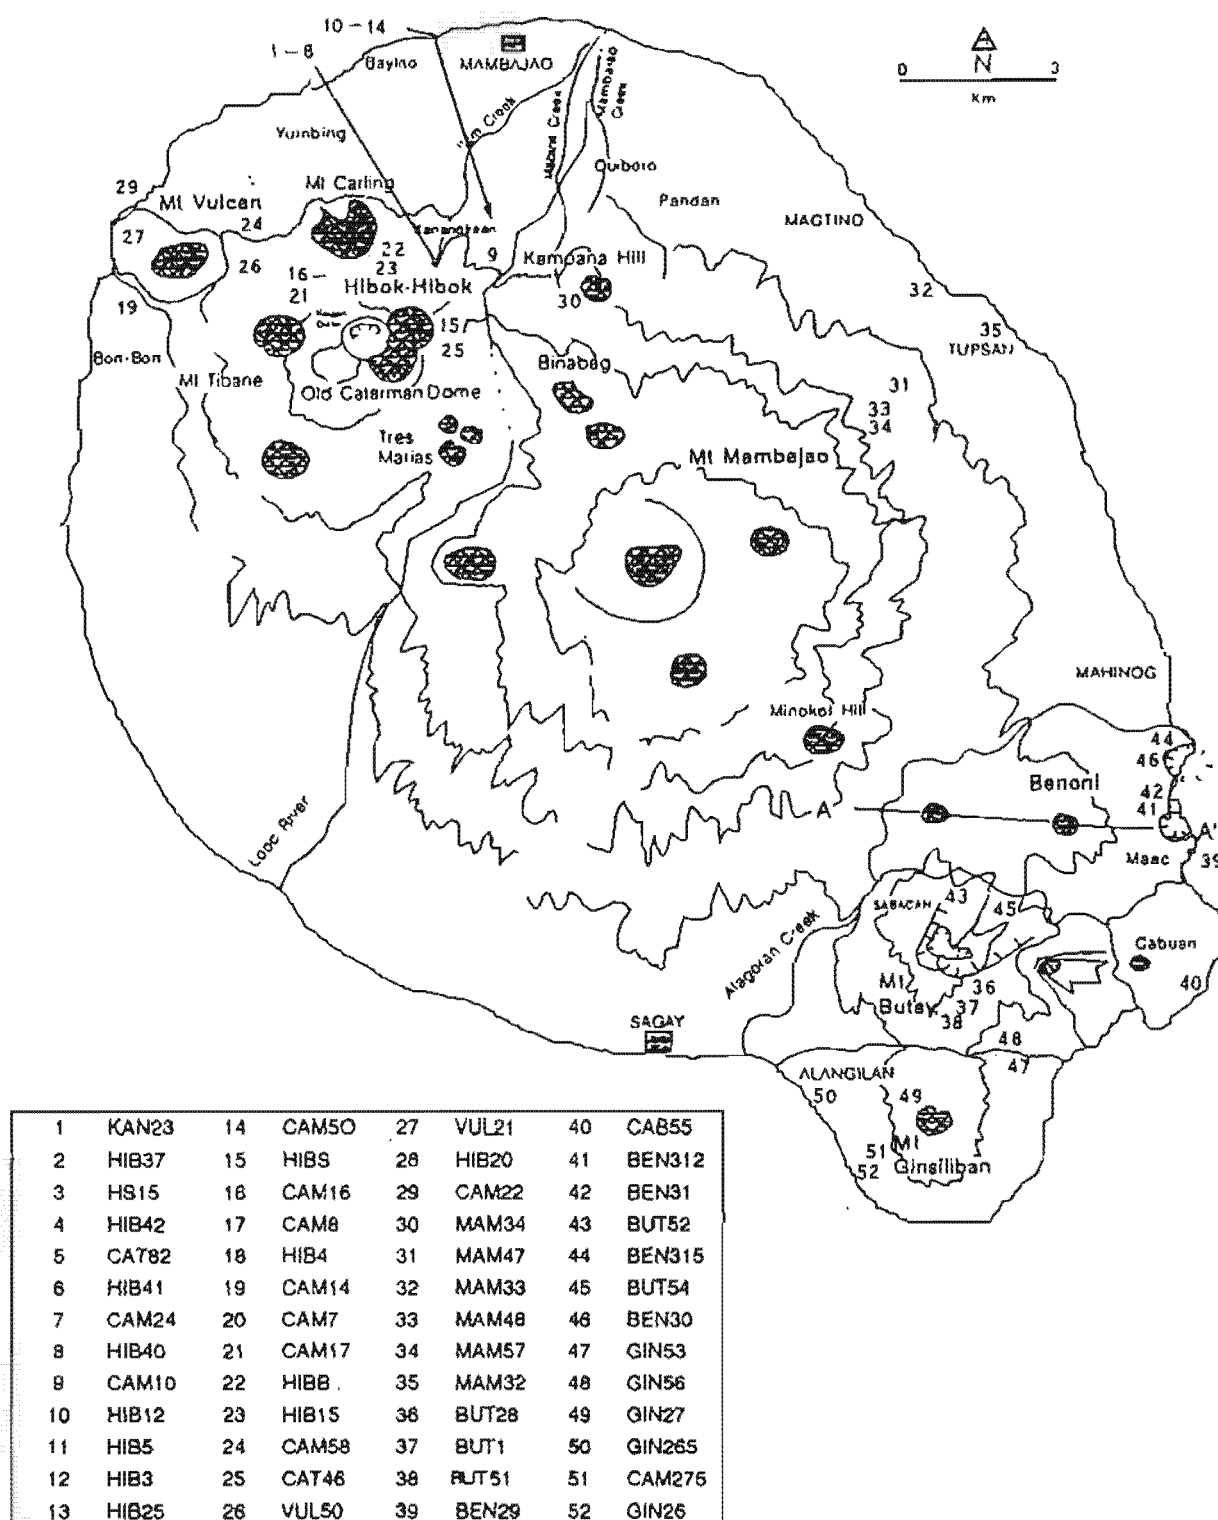 10 – 14
1 – 8
Bayino
MAMBAJAO
N
0 3
Km
Creek
Mambajao Creek
Yumbing
Pandan
MAGTINO
29
Mt Vulcan
24
Mt Carling
27
26
22
23
9
Kampana Hill
16 –
21
Hibok-Hibok
30
32
19
15
25
35
TUPSAN
Bon-Bon
Mt Tibane
Old Catarman Dome
Binabag
31
33
34
Tres
Marias
Mt Mambajao
MAHINOG
Minokol Hill
44
46
Benoni
42
41
A
A'
Looc River
Maac
39
SABACAN
43
45
Alagoran Creek
Cabuan
Mt
Butay
36
37
38
40
SAGAY
48
47
ALANGILAN
50
49
51
52
Mt
Ginsiliban
1 KAN23 14 CAM50 27 VUL21 40 CAB55
2 HIB37 15 HIBS 28 HIB20 41 BEN312
3 HS15 16 CAM16 29 CAM22 42 BEN31
4 HIB42 17 CAM8 30 MAM34 43 BUT52
5 CAT82 18 HIB4 31 MAM47 44 BEN315
6 HIB41 19 CAM14 32 MAM33 45 BUT54
7 CAM24 20 CAM7 33 MAM48 46 BEN30
8 HIB40 21 CAM17 34 MAM57 47 GIN53
9 CAM10 22 HIBB 35 MAM32 48 GIN56
10 HIB12 23 HIB15 36 BUT28 49 GIN27
11 HIB5 24 CAM58 37 BUT1 50 GIN265
12 HIB3 25 CAT46 38 BUT51 51 CAM276
13 HIB25 26 VUL50 39 BEN29 52 GIN26